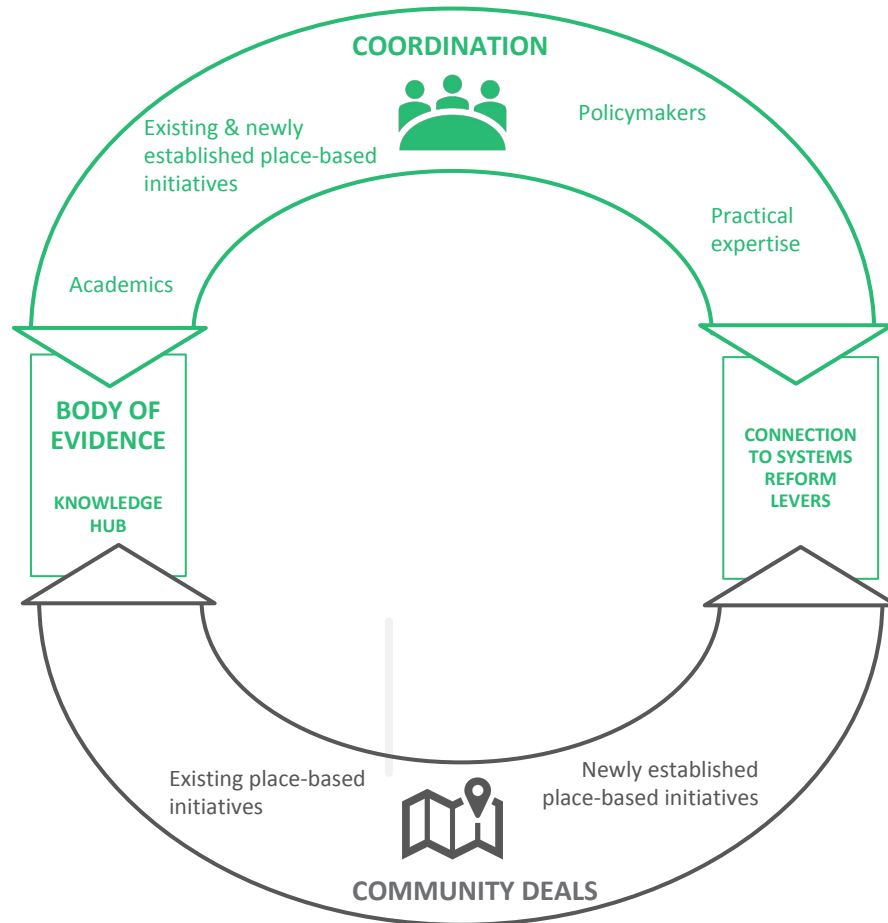 COORDINATION
Policymakers
Existing & newly
established place-based
initiatives
Practical
expertise
Academics
BODY OF
EVIDENCE
KNOWLEDGE
HUB
CONNECTION
TO SYSTEMS
REFORM
LEVERS
Existing place-based
initiatives
Newly established
place-based initiatives
COMMUNITY DEALS